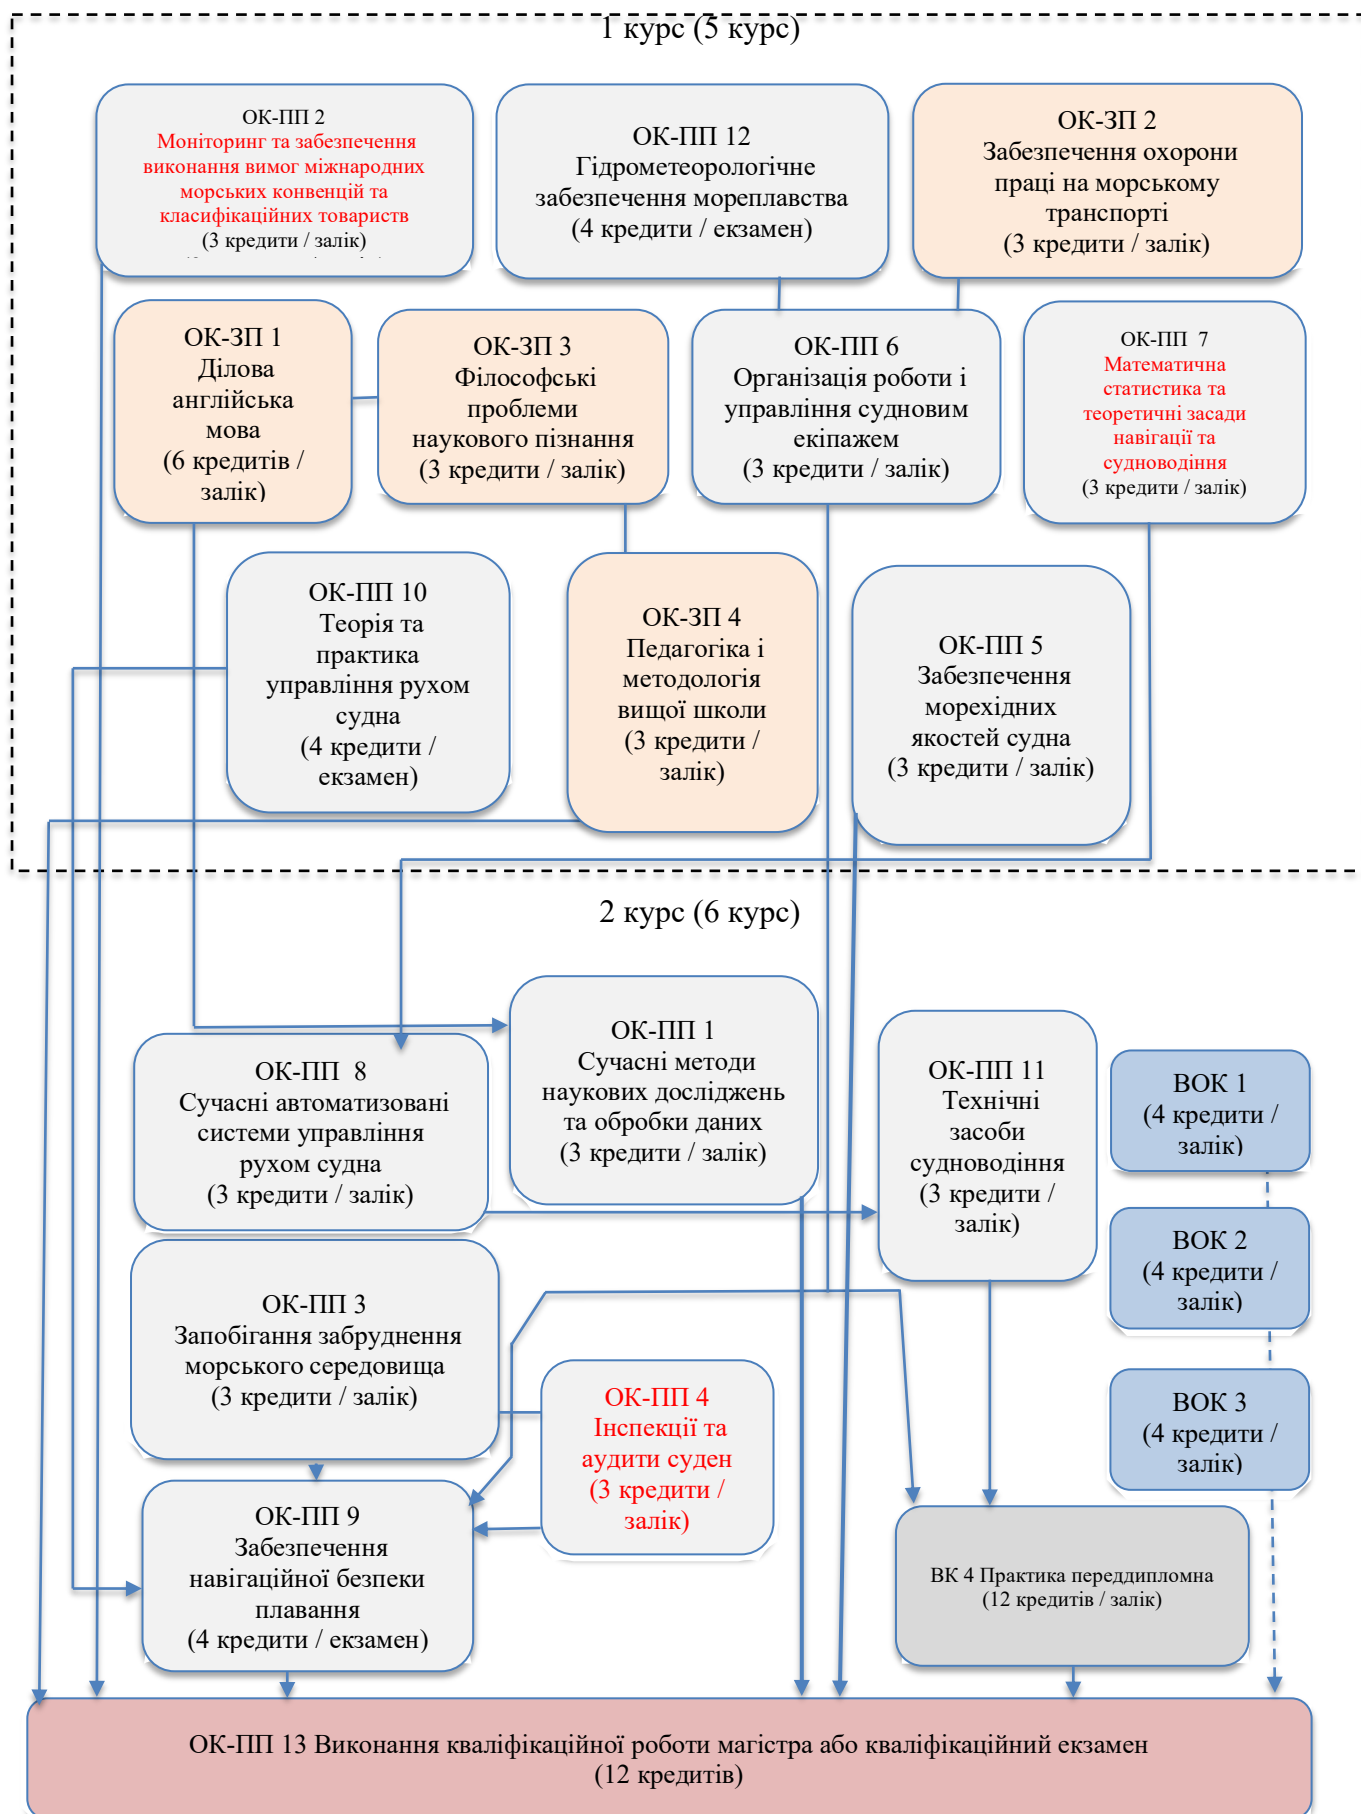 1 курс (5 курс)
ОК-ПП 2
Моніторинг та забезпечення
виконання вимог міжнародних
морських конвенцій та
класифікаційних товариств
(3 кредити / залік)
ОК-ПП 12
Гідрометеорологічне
забезпечення мореплавства
(4 кредити / екзамен)
ОК-ЗП 2
Забезпечення охорони
праці на морському
транспорті
(3 кредити / залік)
ОК-ЗП 1
Ділова
англійська
мова
(6 кредитів /
залік)
ОК-ЗП 3
Філософські
проблеми
наукового пізнання
(3 кредити / залік)
ОК-ПП 6
Організація роботи і
управління судновим
екіпажем
(3 кредити / залік)
ОК-ПП 7
Математична
статистика та
теоретичні засади
навігації та
судноводіння
(3 кредити / залік)
ОК-ПП 10
Теорія та
практика
управління рухом
судна
(4 кредити /
екзамен)
ОК-ЗП 4
Педагогіка і
методологія
вищої школи
(3 кредити /
залік)
ОК-ПП 5
Забезпечення
морехідних
якостей судна
(3 кредити / залік)
2 курс (6 курс)
ОК-ПП 8
Сучасні автоматизовані
системи управління
рухом судна
(3 кредити / залік)
ОК-ПП 1
Сучасні методи
наукових досліджень
та обробки даних
(3 кредити / залік)
ОК-ПП 11
Технічні
засоби
судноводіння
(3 кредити /
залік)
ВОК 1
(4 кредити /
залік)
ВОК 2
(4 кредити /
залік)
ОК-ПП 3
Запобігання забруднення
морського середовища
(3 кредити / залік)
ОК-ПП 4
Інспекції та
аудити суден
(3 кредити /
залік)
ВОК 3
(4 кредити /
залік)
ОК-ПП 9
Забезпечення
навігаційної безпеки
плавання
(4 кредити / екзамен)
ВК 4 Практика переддипломна
(12 кредитів / залік)
ОК-ПП 13 Виконання кваліфікаційної роботи магістра або кваліфікаційний екзамен
(12 кредитів)